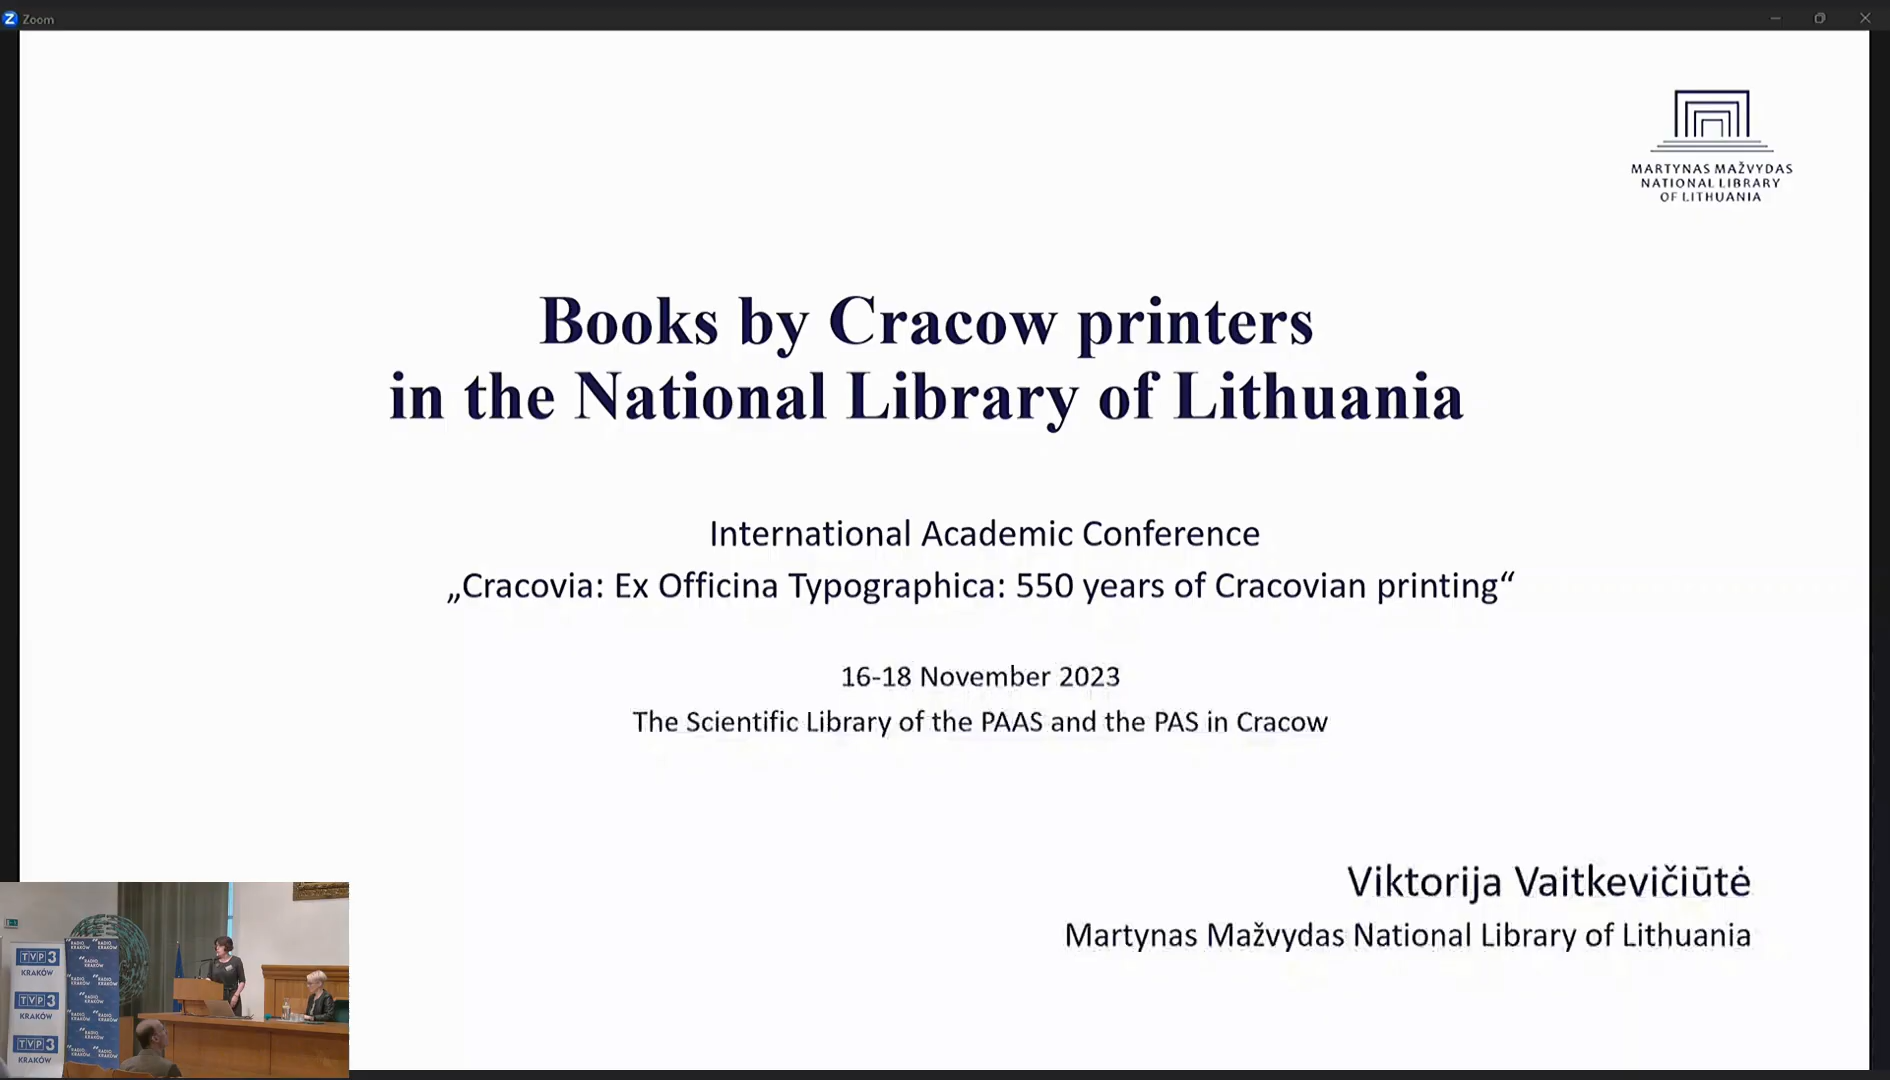 Zoom
MARTYNAS MAŽVYDAS
NATIONAL LIBRARY
OF LITHUANIA
Books by Cracow printers
in the National Library of Lithuania
International Academic Conference
„Cracovia: Ex Officina Typographica: 550 years of Cracovian printing“
16-18 November 2023
The Scientific Library of the PAAS and the PAS in Cracow
Viktorija Vaitkevičiūtė
Martynas Mažvydas National Library of Lithuania
TVP3
KRAKÓW
TVP3
KRAKÓW
TVP3
KRAKÓW
RADIO
KRAKÓW